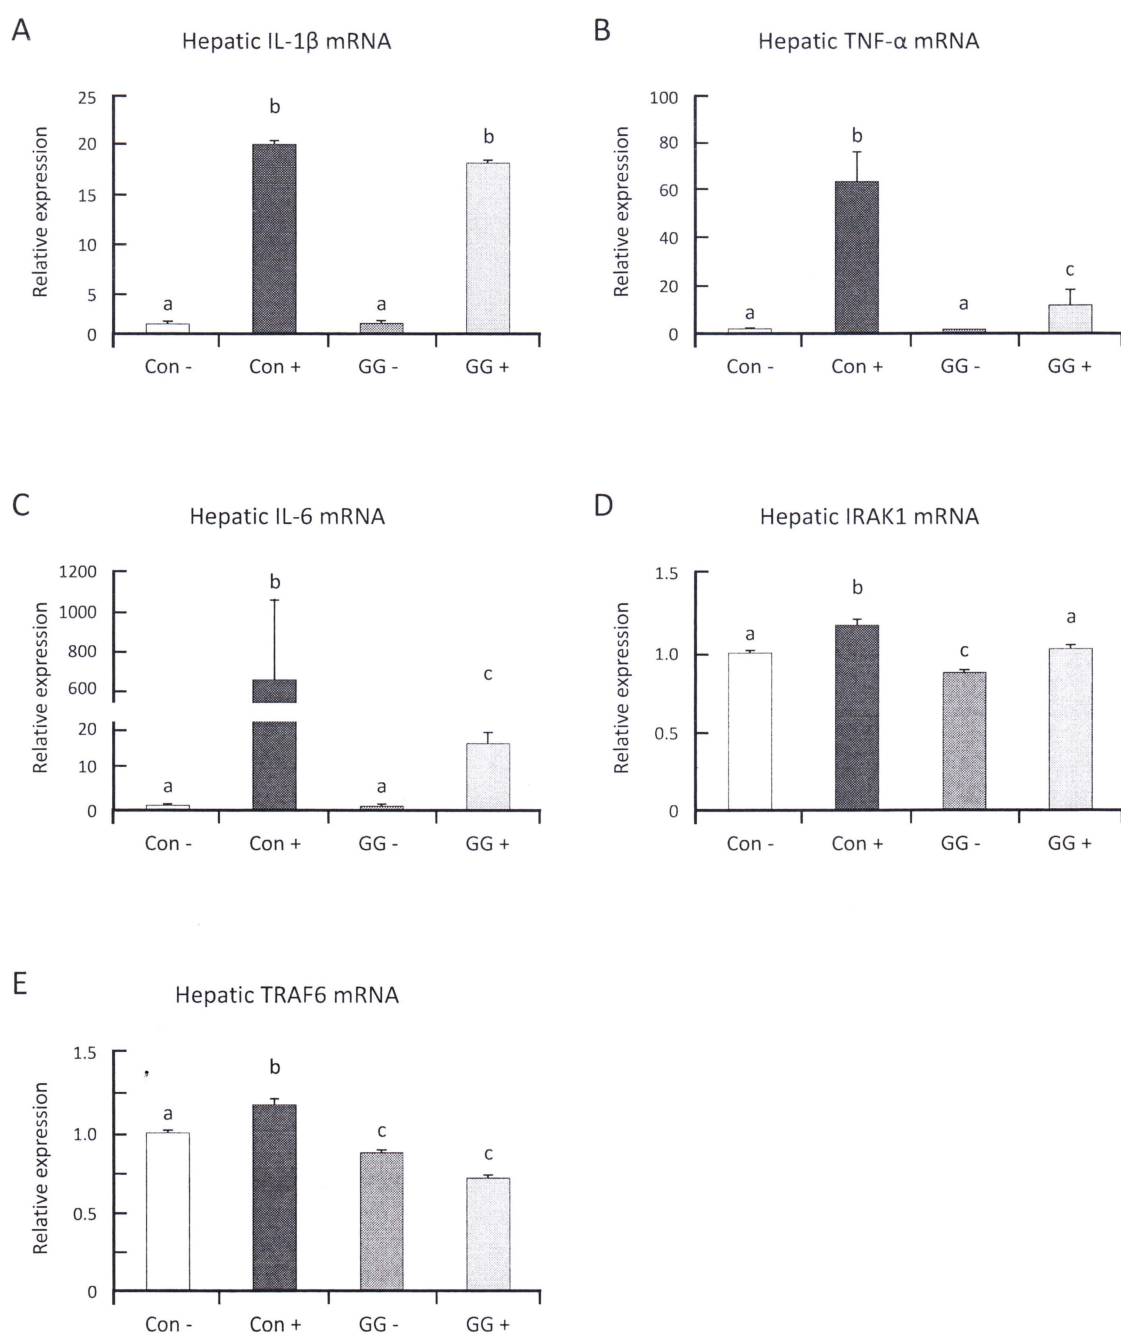 A
Hepatic IL-1β mRNA
Relative expression
25
20
15
10
5
0
b
b
a
a
Con -
Con +
GG -
GG +
B
Hepatic TNF-α mRNA
Relative expression
100
80
60
40
20
0
b
c
a
a
Con -
Con +
GG -
GG +
C
Hepatic IL-6 mRNA
Relative expression
1200
1000
800
600
20
10
0
b
c
a
a
Con -
Con +
GG -
GG +
D
Hepatic IRAK1 mRNA
Relative expression
1.5
1.0
0.5
0
a
b
c
a
Con -
Con +
GG -
GG +
E
Hepatic TRAF6 mRNA
Relative expression
1.5
1.0
0.5
0
a
b
c
c
Con -
Con +
GG -
GG +